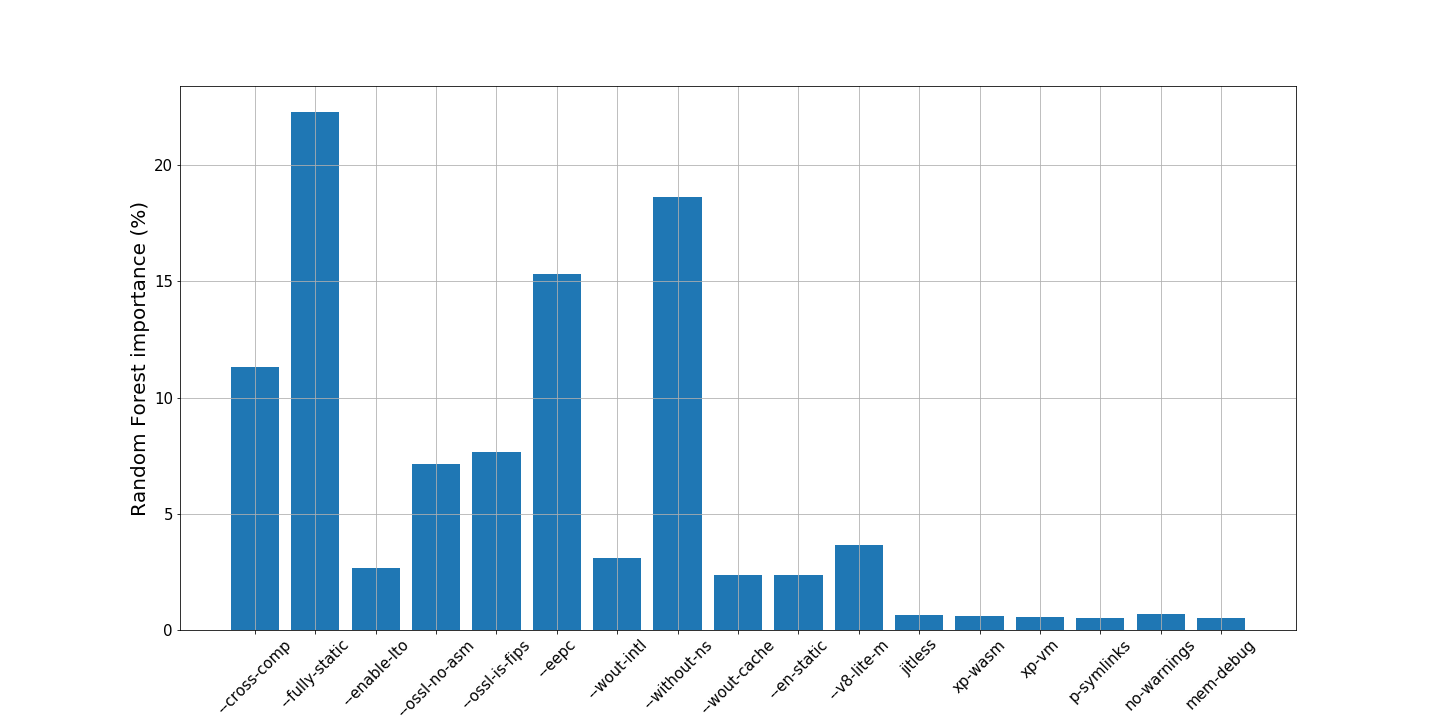 Random Forest importance (%)
20
15
10
5
0
--cross-comp
--fully-static
--enable-lto
--ossl-no-asm
--ossl-is-fips
--eepc
--wout-intl
--without-ns
--wout-cache
--en-static
--v8-lite-m
jitless
xp-wasm
xp-vm
p-symlinks
no-warnings
mem-debug